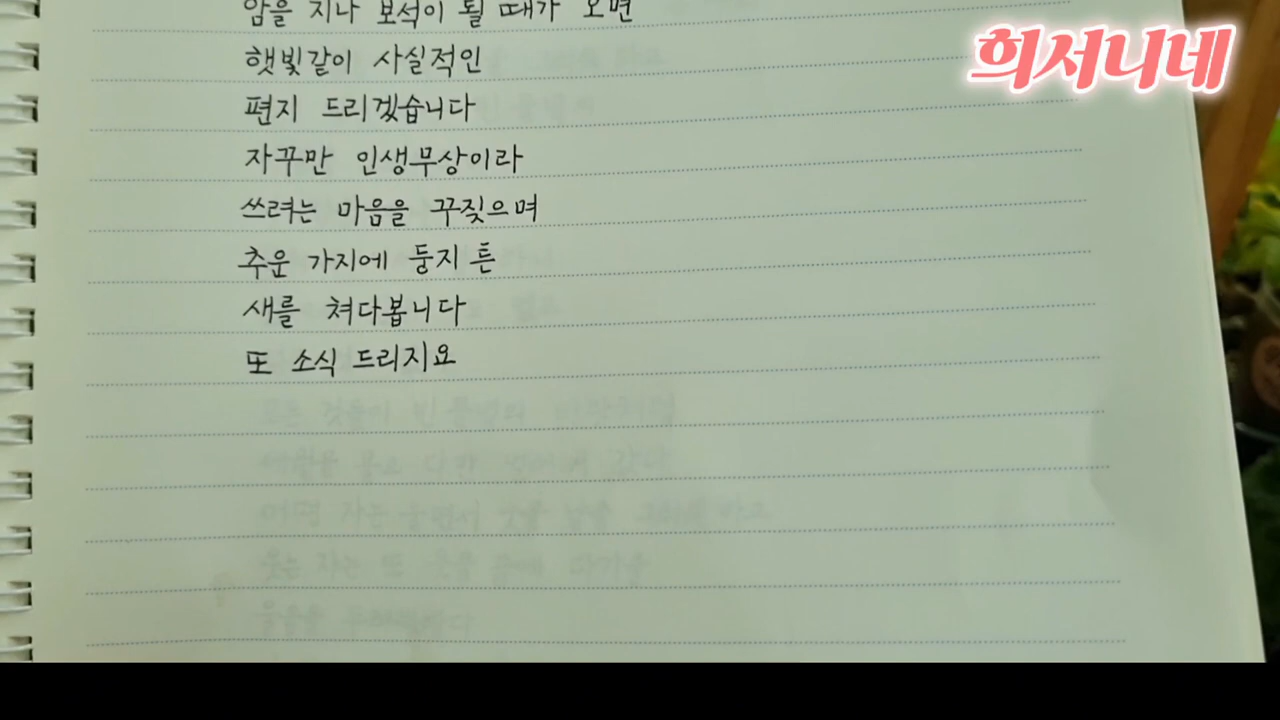 암을 지나 보석이 될 때가 오면
햇빛같이 사실적인
편지 드리겠습니다
자꾸만 인생무상이라
쓰려는 마음을 꾸짖으며
추운 가지에 둥지 튼
새를 쳐다봅니다
또 소식 드리지요
희서니네